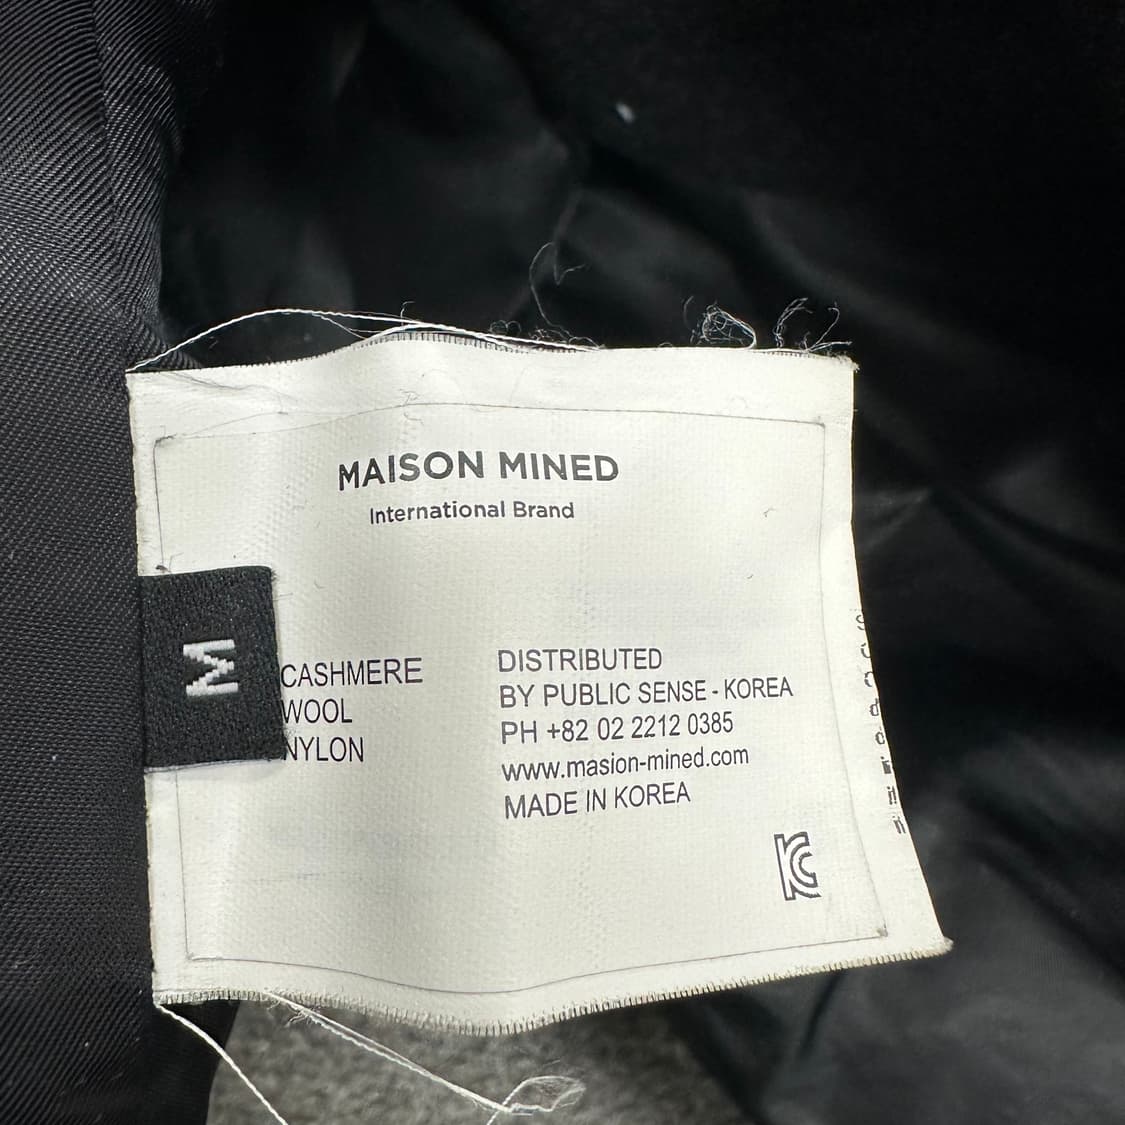 MAISON MINED
International Brand
M
CASHMERE
WOOL
NYLON
DISTRIBUTED
BY PUBLIC SENSE - KOREA
PH +82 02 2212 0385
www.masion-mined.com
MADE IN KOREA
KC